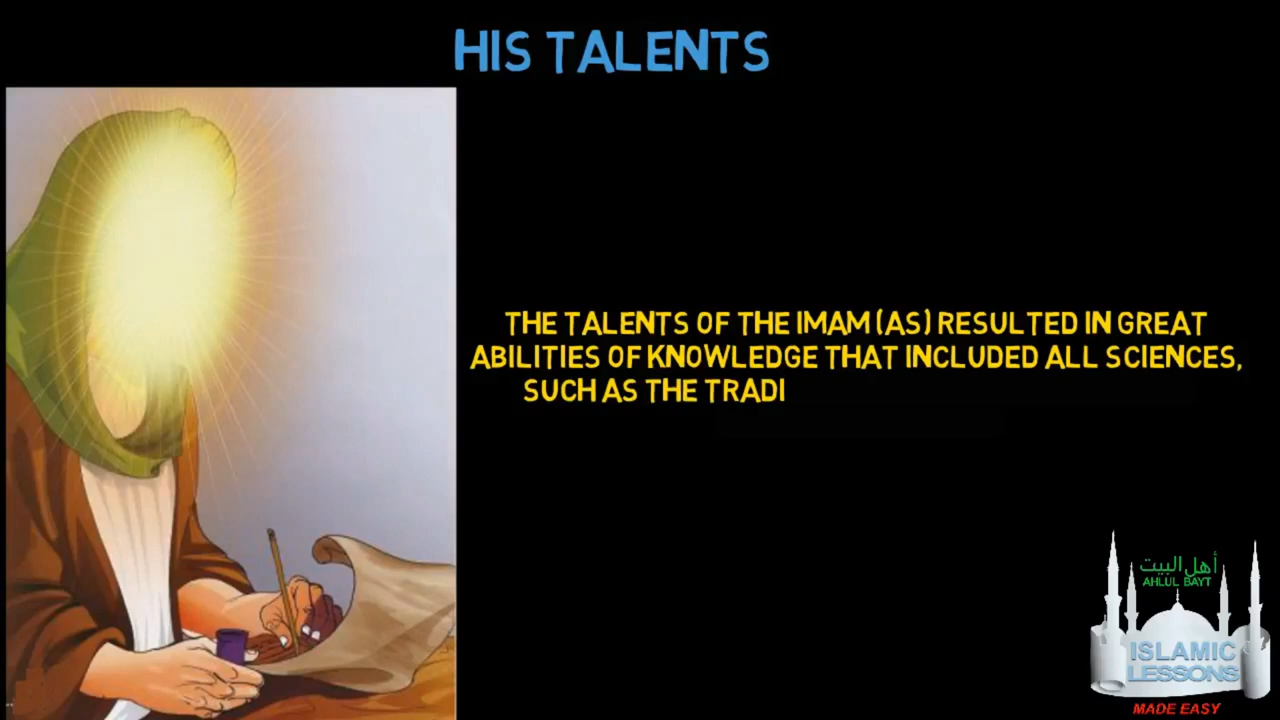 HIS TALENTS
THE TALENTS OF THE IMAM (AS) RESULTED IN GREAT
ABILITIES OF KNOWLEDGE THAT INCLUDED ALL SCIENCES,
SUCH AS THE TRADI
أهل البيت
AHLUL BAYT
ISLAMIC
LESSONS
MADE EASY